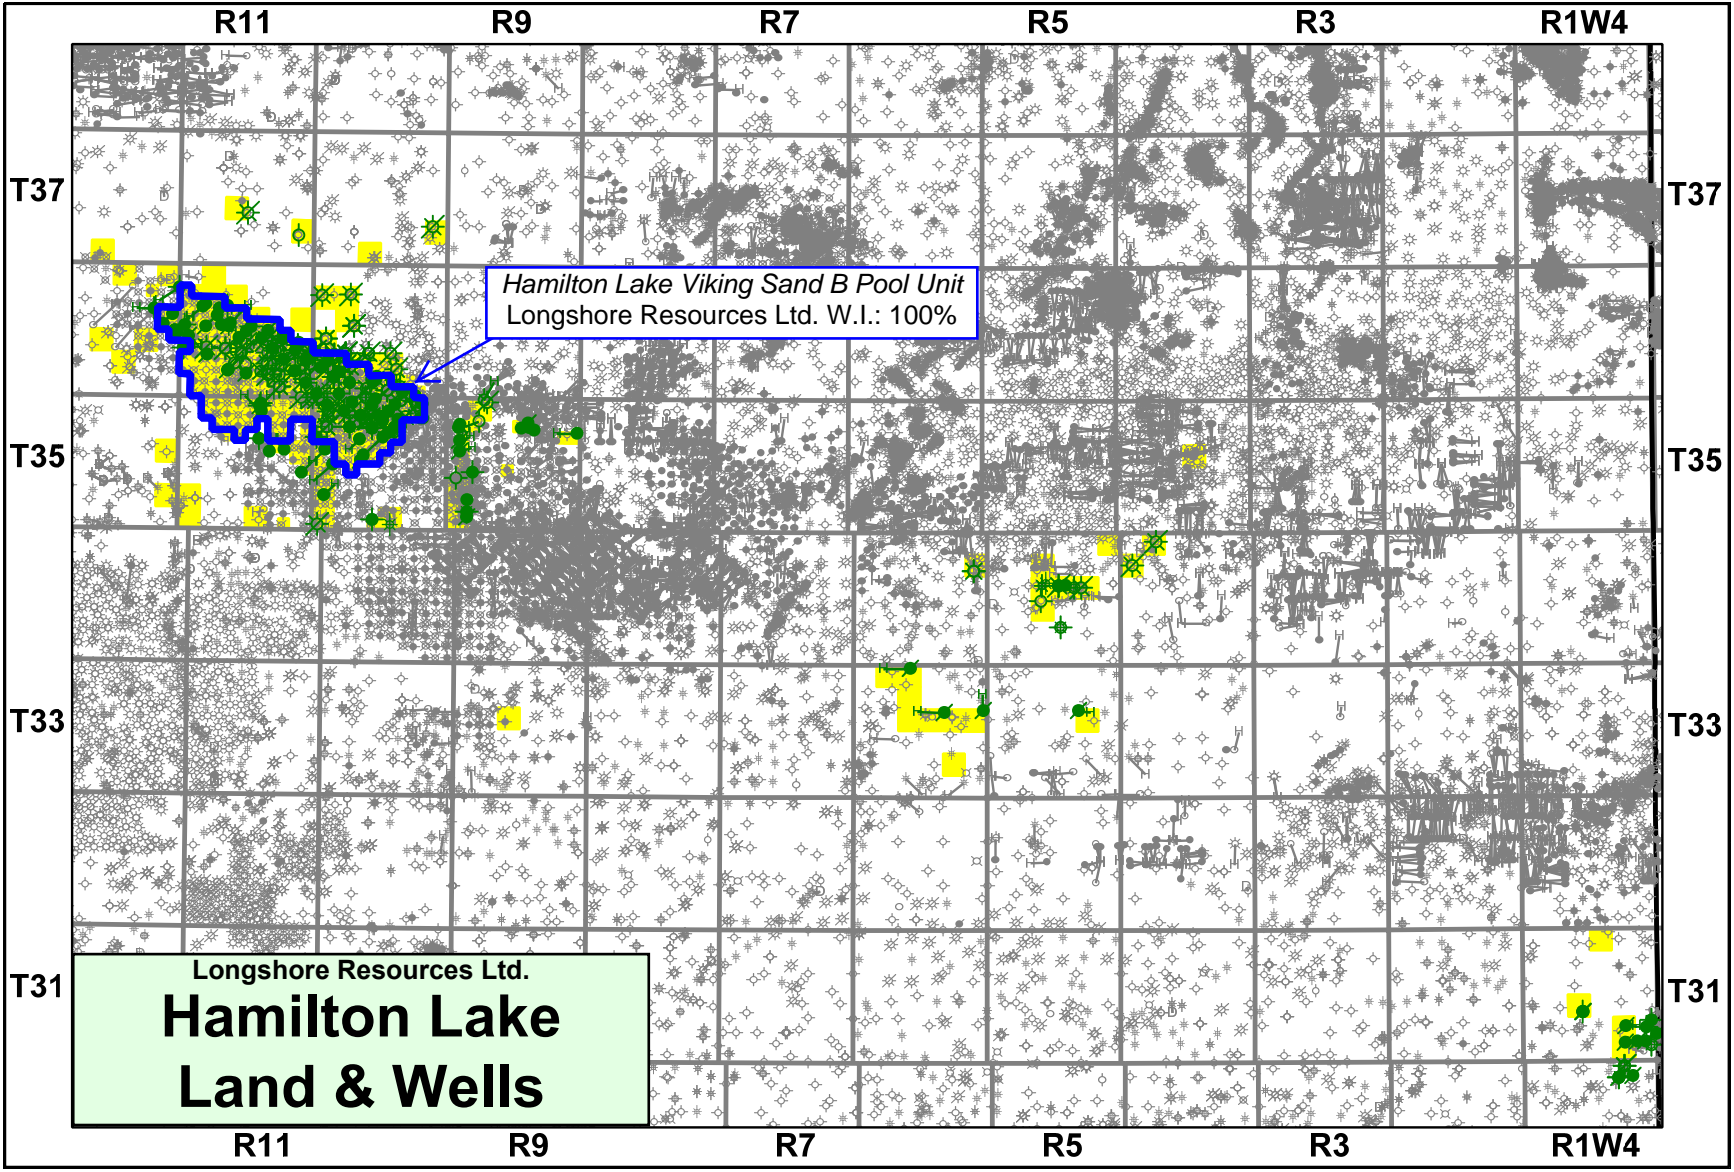 R11 R9 R7 R5 R3 R1W4
T37 T37
Hamilton Lake Viking Sand B Pool Unit
Longshore Resources Ltd. W.I.: 100%
T35 T35
T33 T33
T31 T31
Longshore Resources Ltd.
Hamilton Lake
Land & Wells
R11 R9 R7 R5 R3 R1W4